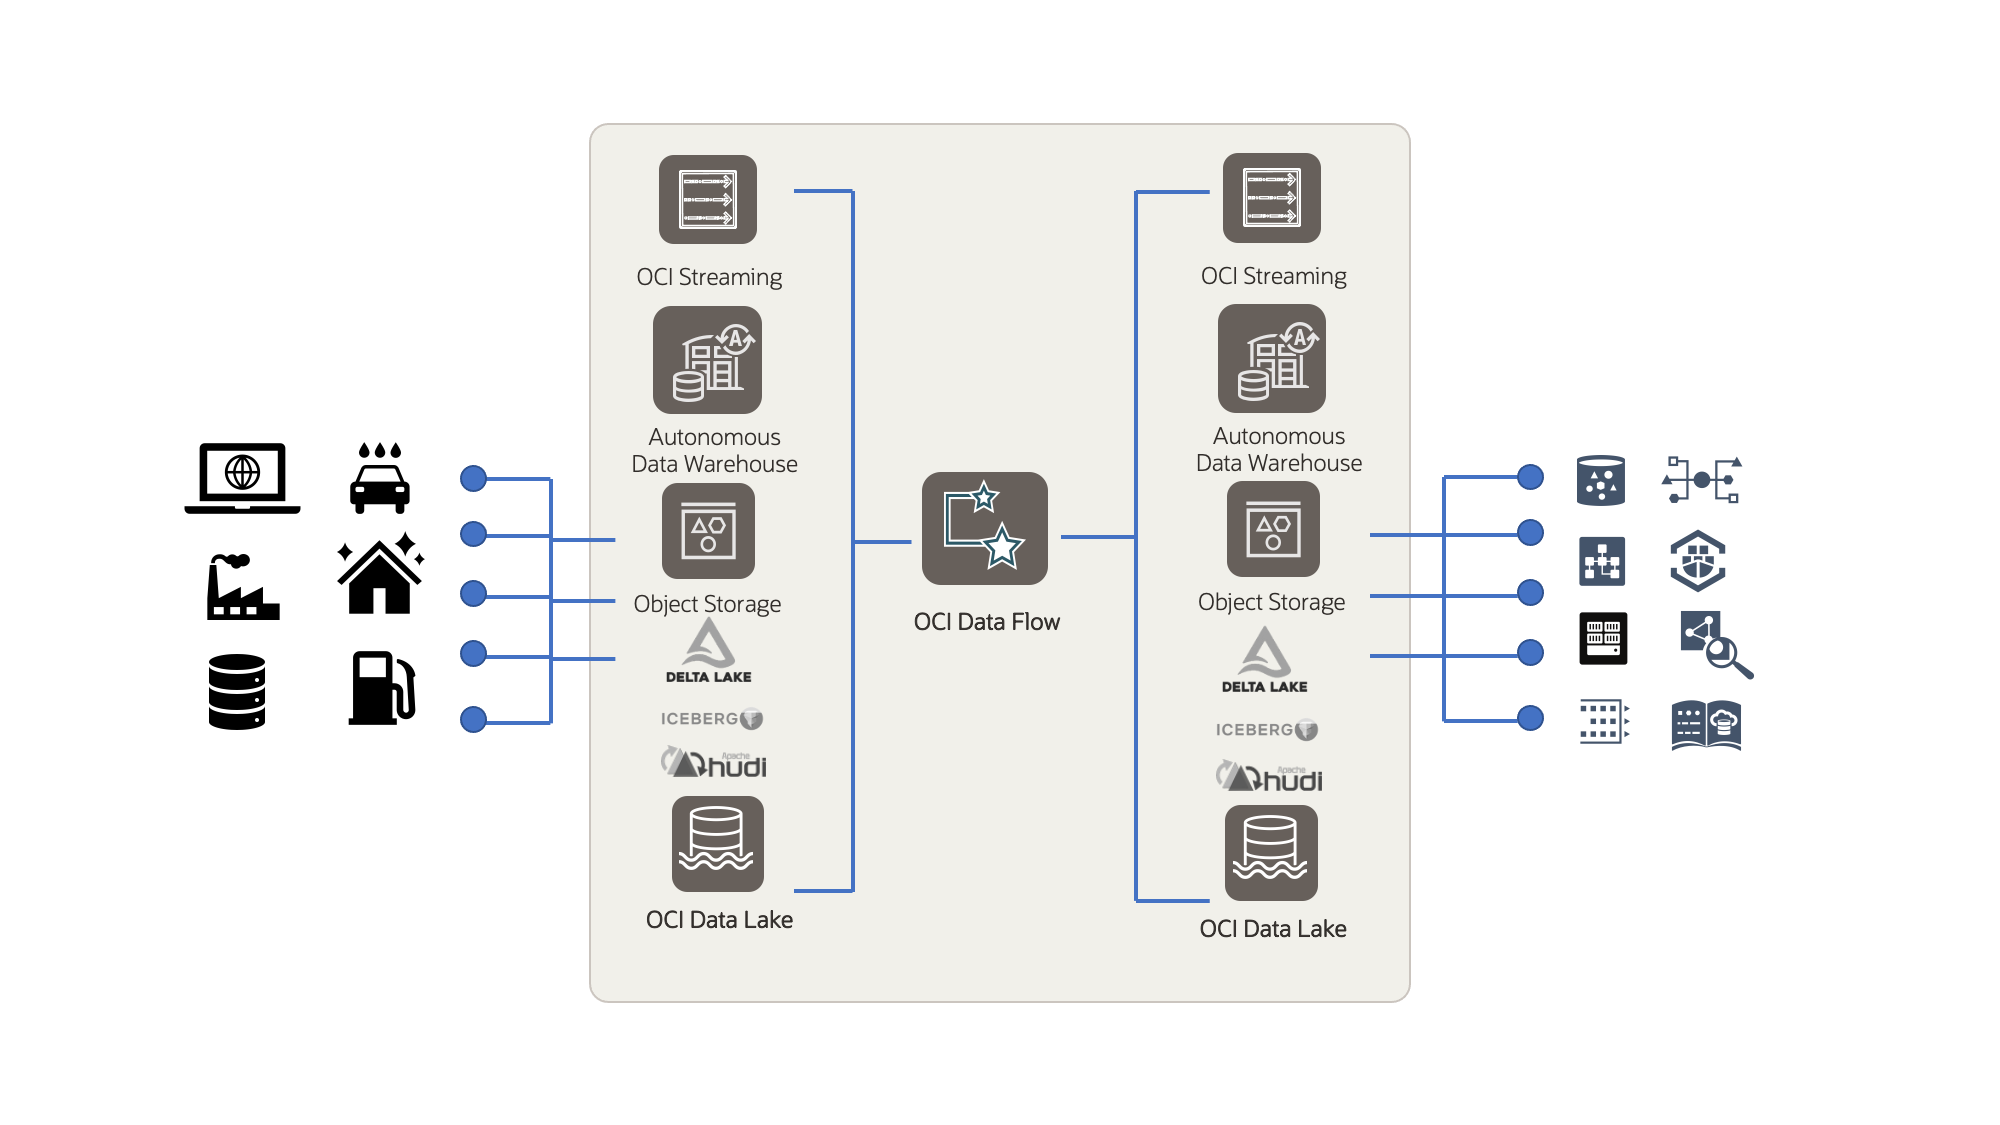 OCI Streaming
A
Autonomous
Data Warehouse
Object Storage
DELTA LAKE
ICEBERG
Apache
hudi
OCI Data Lake
OCI Data Flow
OCI Streaming
A
Autonomous
Data Warehouse
Object Storage
DELTA LAKE
ICEBERG
Apache
hudi
OCI Data Lake